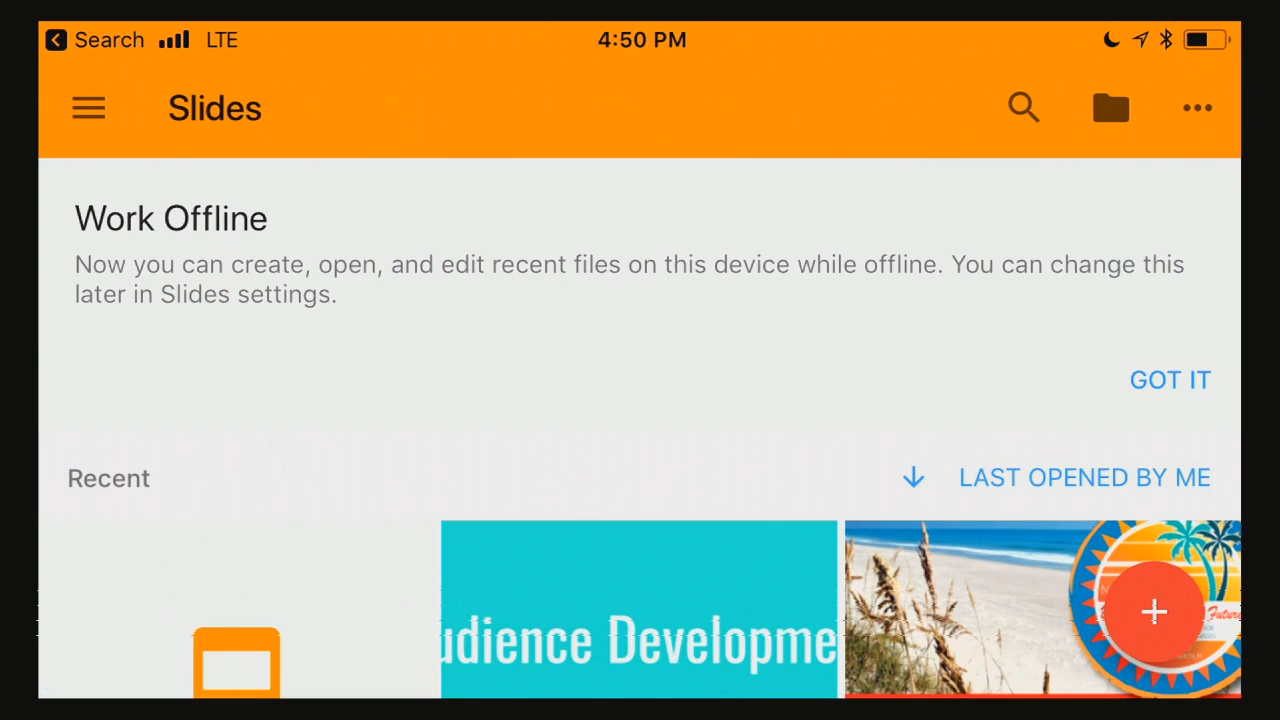 Search LTE 4:50 PM
Slides
Work Offline
Now you can create, open, and edit recent files on this device while offline. You can change this
later in Slides settings.
GOT IT
Recent LAST OPENED BY ME
udience Developme
Future